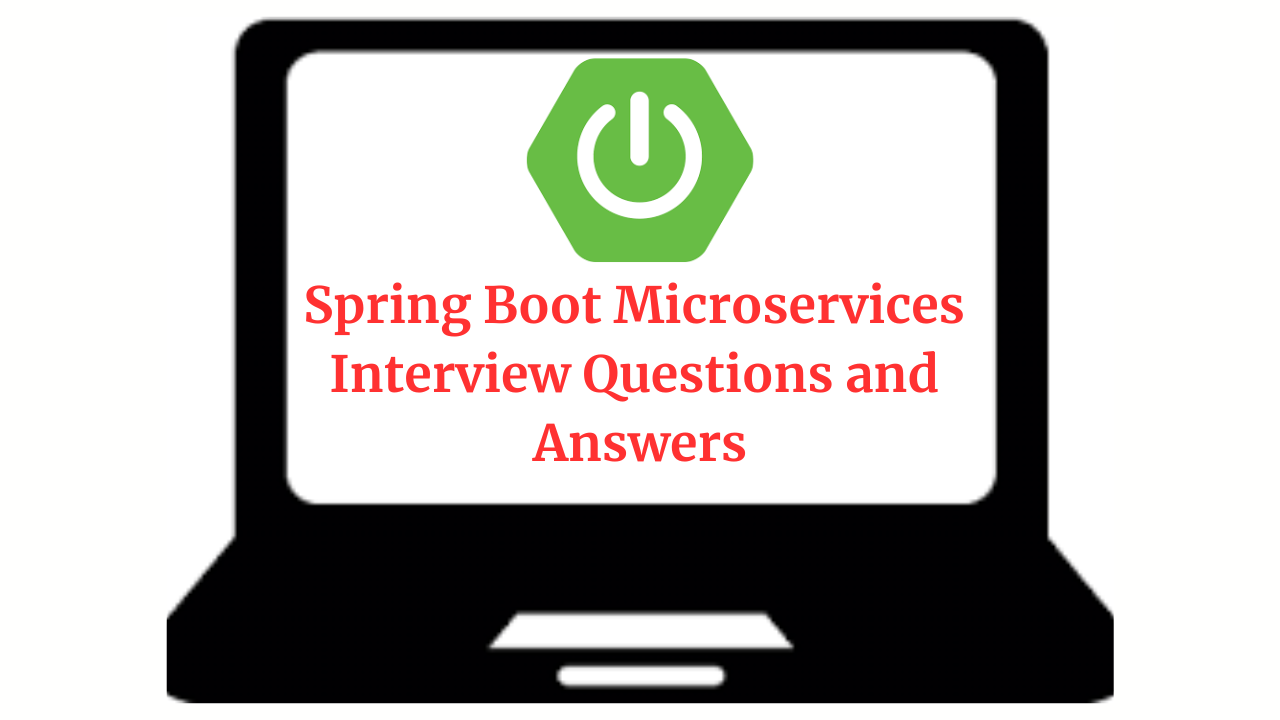 Spring Boot Microservices
Interview Questions and
Answers